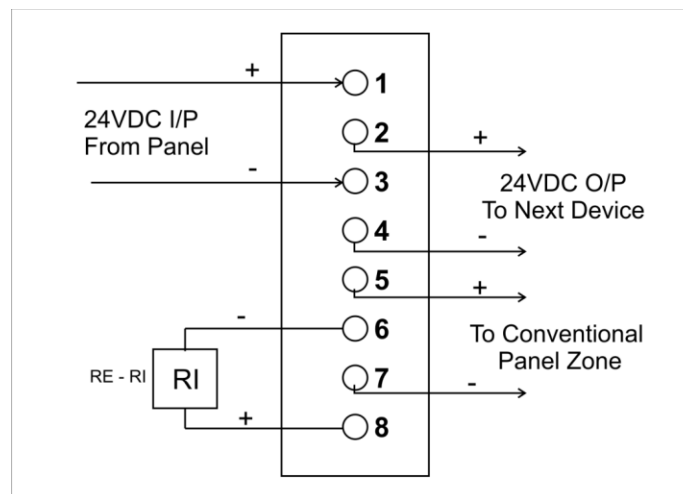 +
1
24VDC I/P
From Panel
2
+
-
3
24VDC O/P
To Next Device
4
-
5
+
-
6
To Conventional
Panel Zone
RE - RI
RI
7
-
+
8